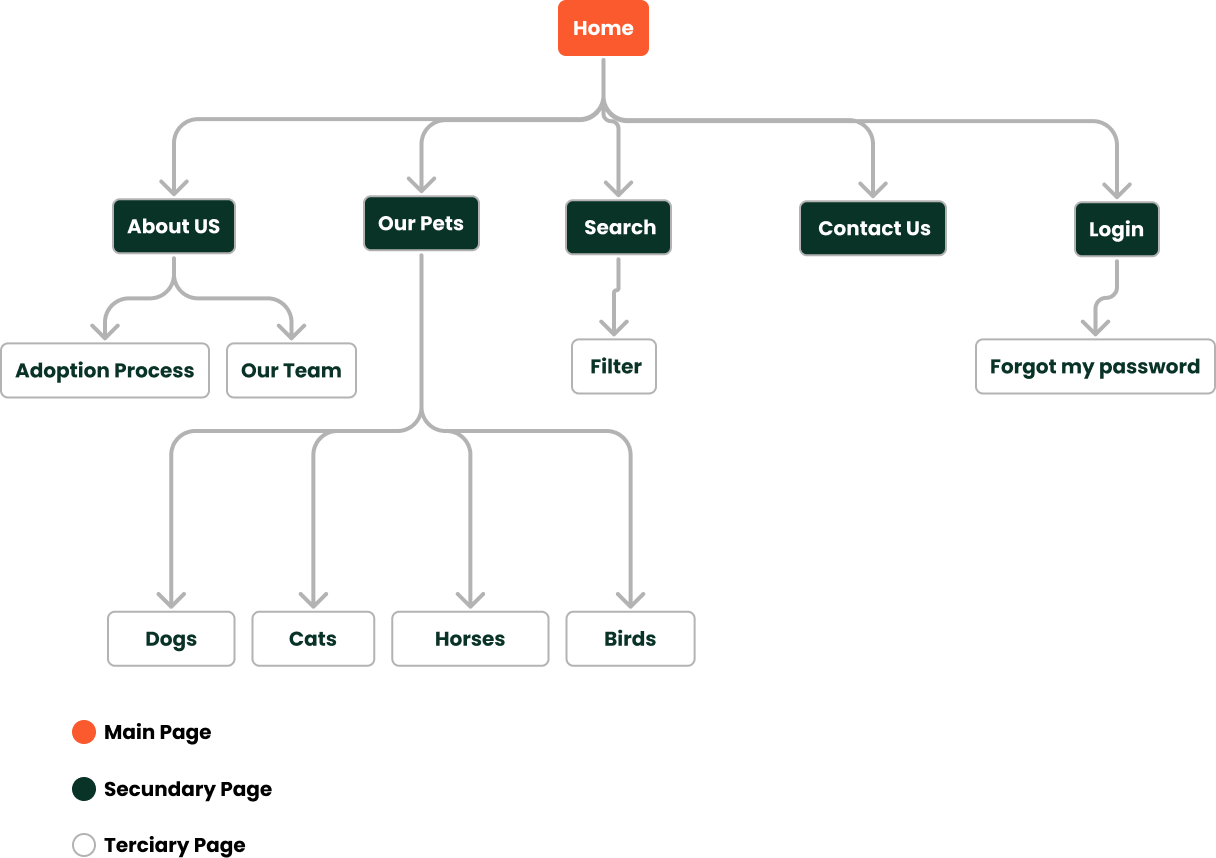 Home
About US
Our Pets
Search
Contact Us
Login
Adoption Process
Our Team
Filter
Forgot my password
Dogs
Cats
Horses
Birds
Main Page
Secundary Page
Terciary Page